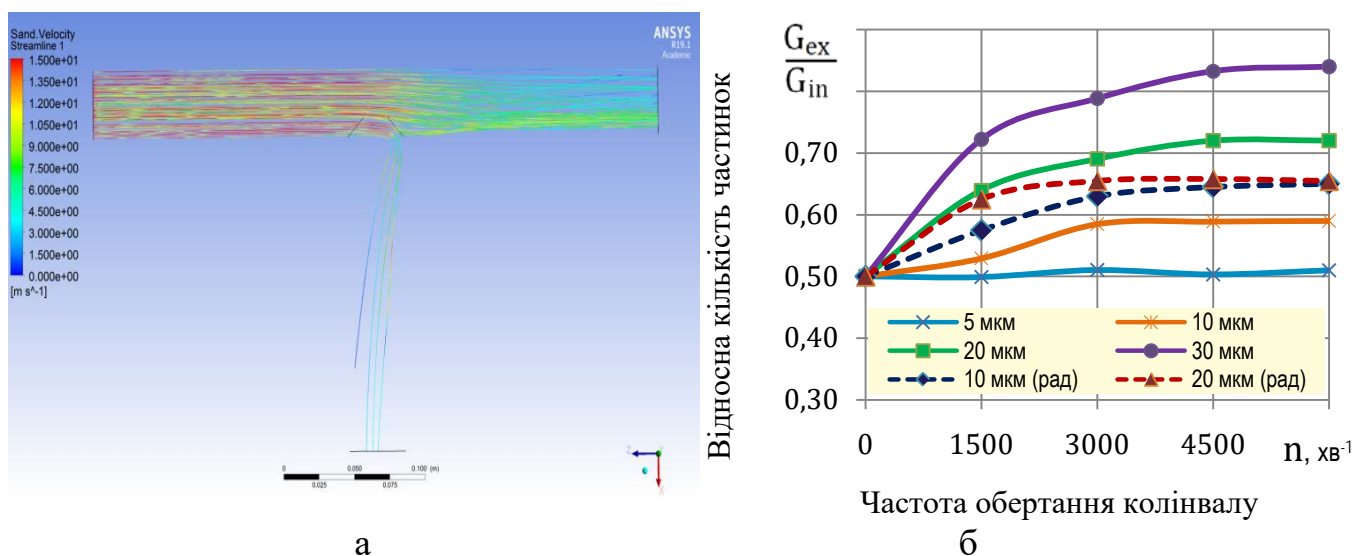 Sand.Velocity
Streamline 1
1.500e+01
1.350e+01
1.200e+01
1.050e+01
9.000e+00
7.500e+00
6.000e+00
4.500e+00
3.000e+00
1.500e+00
0.000e+00
[m s^-1]
ANSYS
R19.1
Academic
0
0.050
0.100 (m)
0.025
0.075
Z
X
а
Відносна кількість частинок
G_ex
G_in
0,70
0,60
0,50
0,40
0,30
5 мкм
10 мкм
20 мкм
30 мкм
10 мкм (рад)
20 мкм (рад)
0
1500
3000
4500
n, хв⁻¹
Частота обертання колінвалу
б